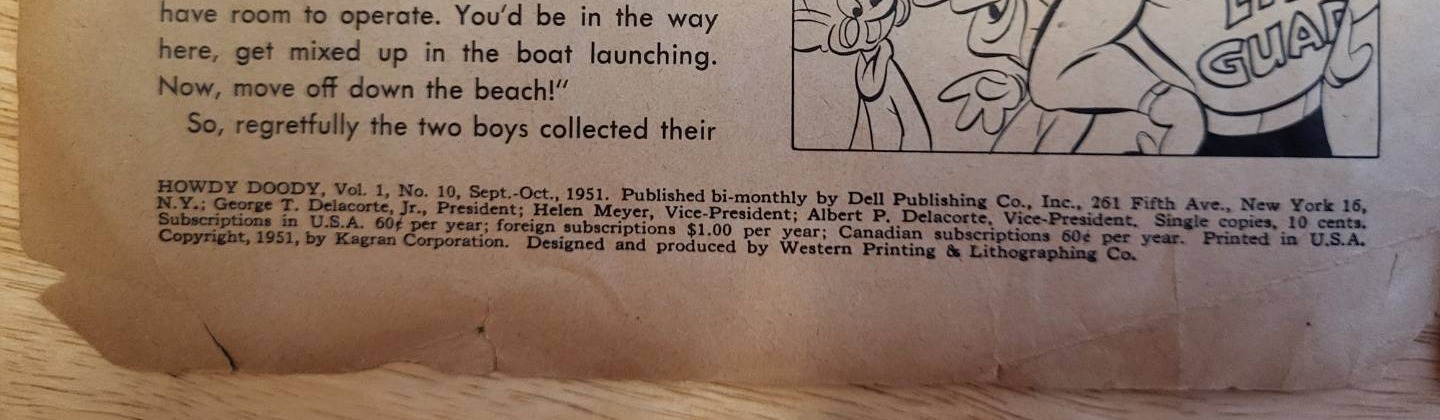 have room to operate. You'd be in the way
here, get mixed up in the boat launching.
Now, move off down the beach!"
So, regretfully the two boys collected their
GUAR
HOWDY DOODY, Vol. 1, No. 10, Sept.-Oct., 1951. Published bi-monthly by Dell Publishing Co., Inc., 261 Fifth Ave., New York 16,
N.Y.; George T. Delacorte, Jr., President; Helen Meyer, Vice-President; Albert P. Delacorte, Vice-President. Single copies, 10 cents.
Subscriptions in U.S.A. 60¢ per year; foreign subscriptions $1.00 per year; Canadian subscriptions 60¢ per year. Printed in U.S.A.
Copyright, 1951, by Kagran Corporation. Designed and produced by Western Printing & Lithographing Co.